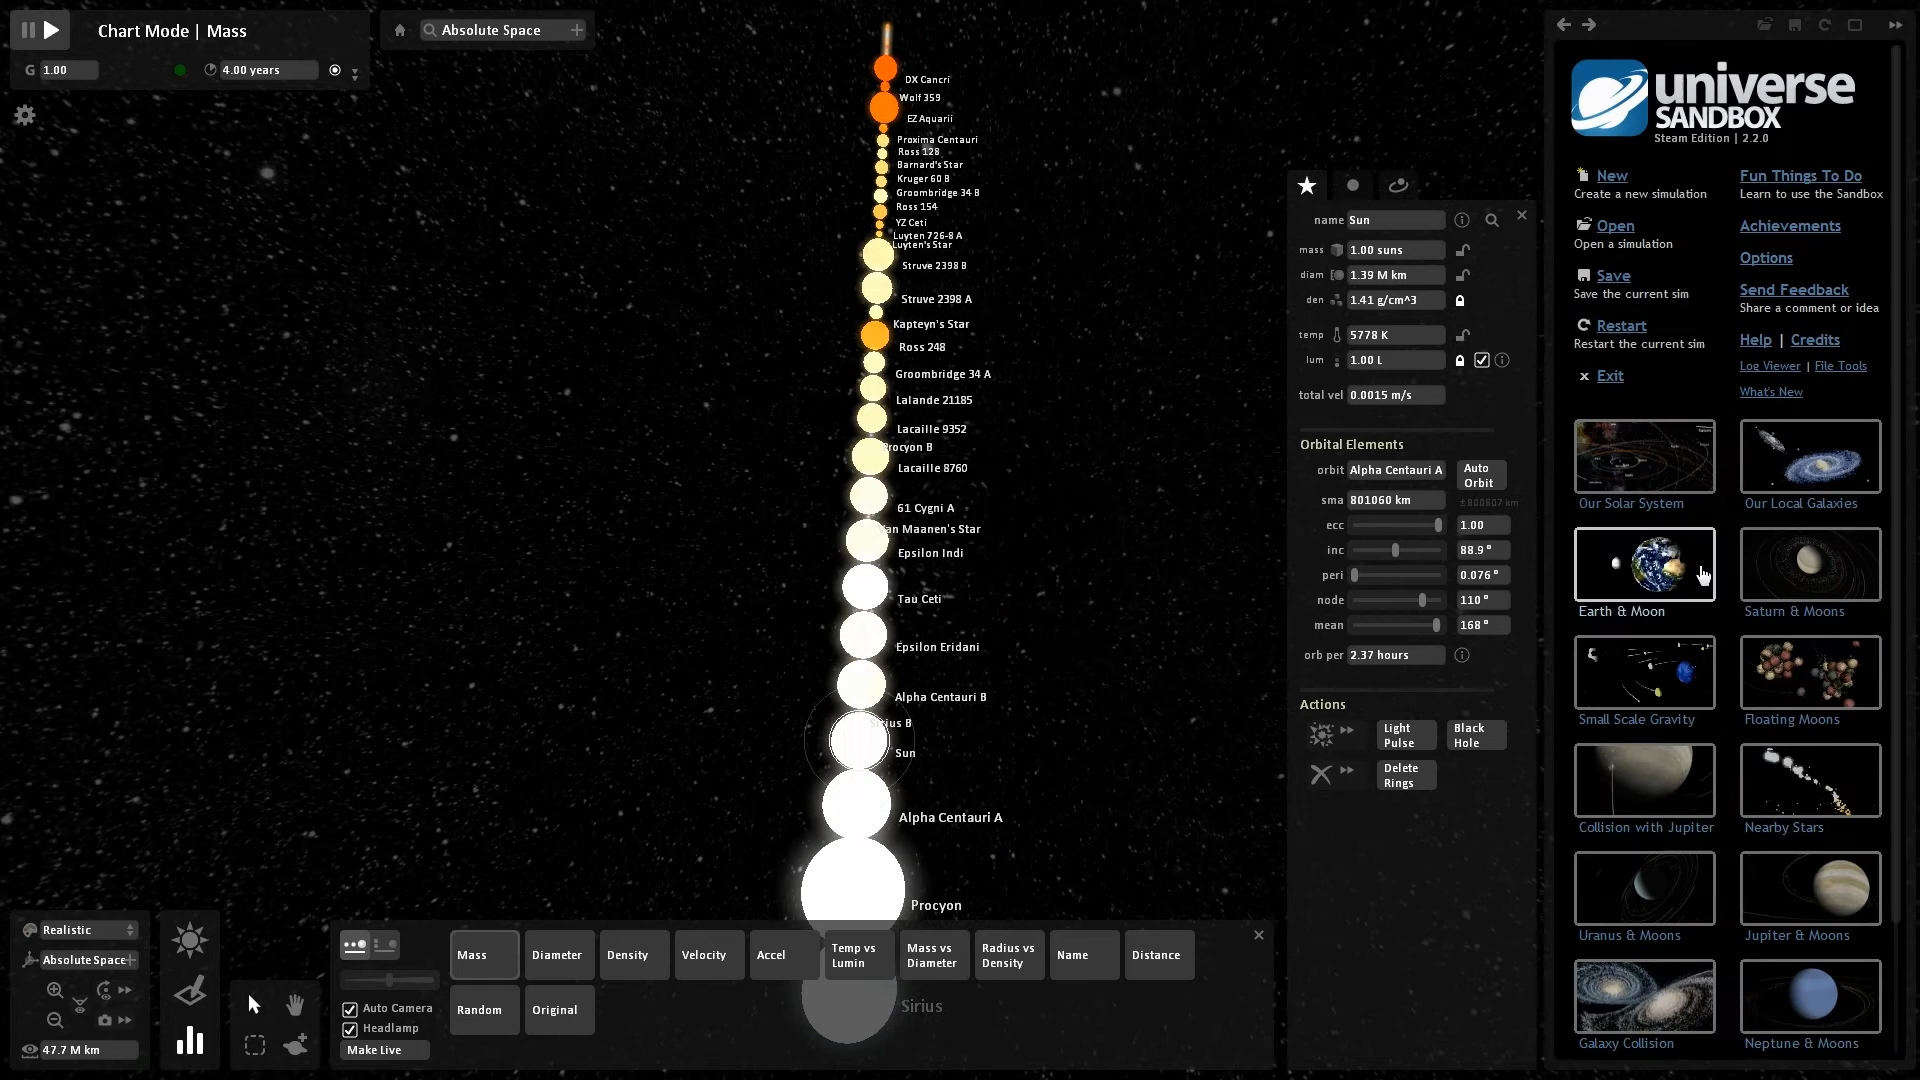 Chart Mode | Mass
G 1.00
4.00 years
Absolute Space
DX Cancri
Wolf 359
EZ Aquarii
Proxima Centauri
Ross 128
Barnard's Star
Kruger 60 B
Groombridge 34 B
Ross 154
YZ Ceti
Luyten 726-8 A
Luyten's Star
Struve 2398 B
Struve 2398 A
Kapteyn's Star
Ross 248
Groombridge 34 A
Lalande 21185
Lacaille 9352
Procyon B
Lacaille 8760
61 Cygni A
Van Maanen's Star
Epsilon Indi
Tau Ceti
Epsilon Eridani
Alpha Centauri B
Sirius B
Sun
Alpha Centauri A
Procyon
Sirius
Realistic
Absolute Space
47.7 M km
Auto Camera
Headlamp
Make Live
Mass
Diameter
Density
Velocity
Accel
Temp vs
Lumin
Mass vs
Diameter
Radius vs
Density
Name
Distance
Random
Original
name Sun
mass 1.00 suns
diam 1.39 M km
den 1.41 g/cm^3
temp 5778 K
lum 1.00 L
total vel 0.0015 m/s
Orbital Elements
orbit Alpha Centauri A
Auto
Orbit
sma 801060 km
±800807 km
ecc 1.00
inc 88.9 °
peri 0.076 °
node 110 °
mean 168 °
orb per 2.37 hours
Actions
Light
Pulse
Black
Hole
Delete
Rings
universe
SANDBOX
Steam Edition | 2.2.0
New
Create a new simulation
Open
Open a simulation
Save
Save the current sim
Restart
Restart the current sim
x Exit
Fun Things To Do
Learn to use the Sandbox
Achievements
Options
Send Feedback
Share a comment or idea
Help | Credits
Log Viewer | File Tools
What's New
Our Solar System
Our Local Galaxies
Earth & Moon
Saturn & Moons
Small Scale Gravity
Floating Moons
Collision with Jupiter
Nearby Stars
Uranus & Moons
Jupiter & Moons
Galaxy Collision
Neptune & Moons